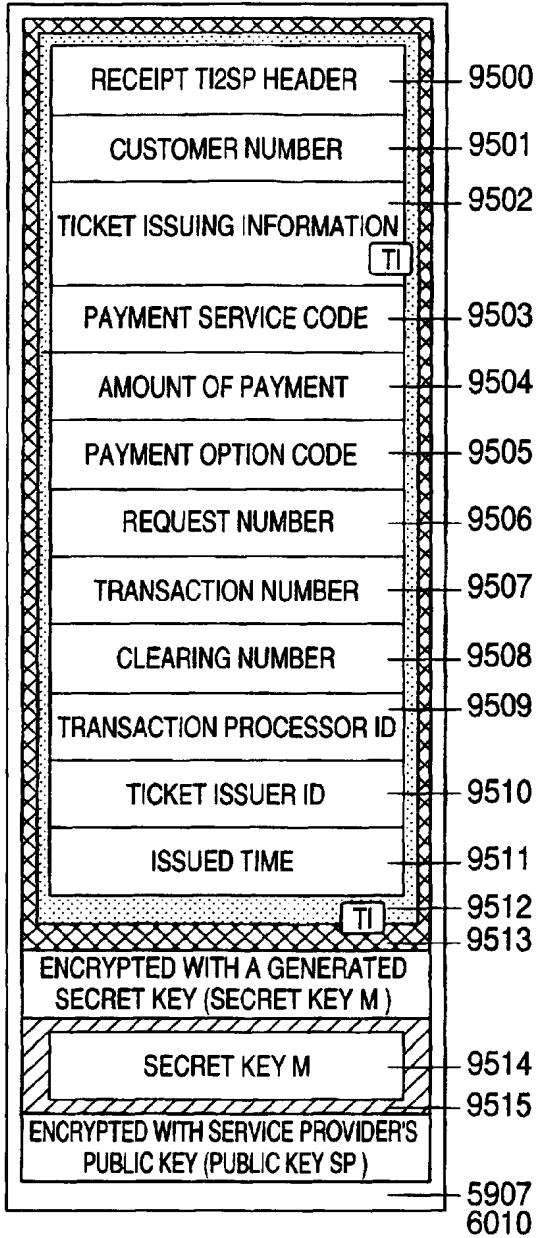 RECEIPT TI2SP HEADER 9500
CUSTOMER NUMBER 9501
9502
TICKET ISSUING INFORMATION
TI
PAYMENT SERVICE CODE 9503
AMOUNT OF PAYMENT 9504
PAYMENT OPTION CODE 9505
REQUEST NUMBER 9506
TRANSACTION NUMBER 9507
CLEARING NUMBER 9508
9509
TRANSACTION PROCESSOR ID
TICKET ISSUER ID 9510
ISSUED TIME 9511
TI 9512
9513
ENCRYPTED WITH A GENERATED
SECRET KEY (SECRET KEY M )
SECRET KEY M 9514
9515
ENCRYPTED WITH SERVICE PROVIDER'S
PUBLIC KEY (PUBLIC KEY SP )
5907
6010